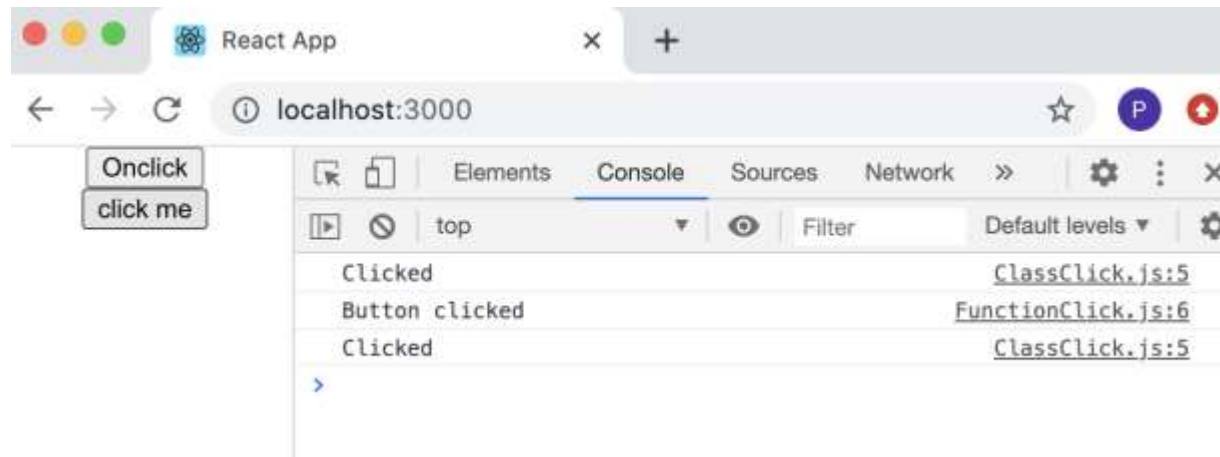 React App
localhost:3000
P
Onclick
click me
Elements Console Sources Network
top Filter Default levels
Clicked ClassClick.js:5
Button clicked FunctionClick.js:6
Clicked ClassClick.js:5